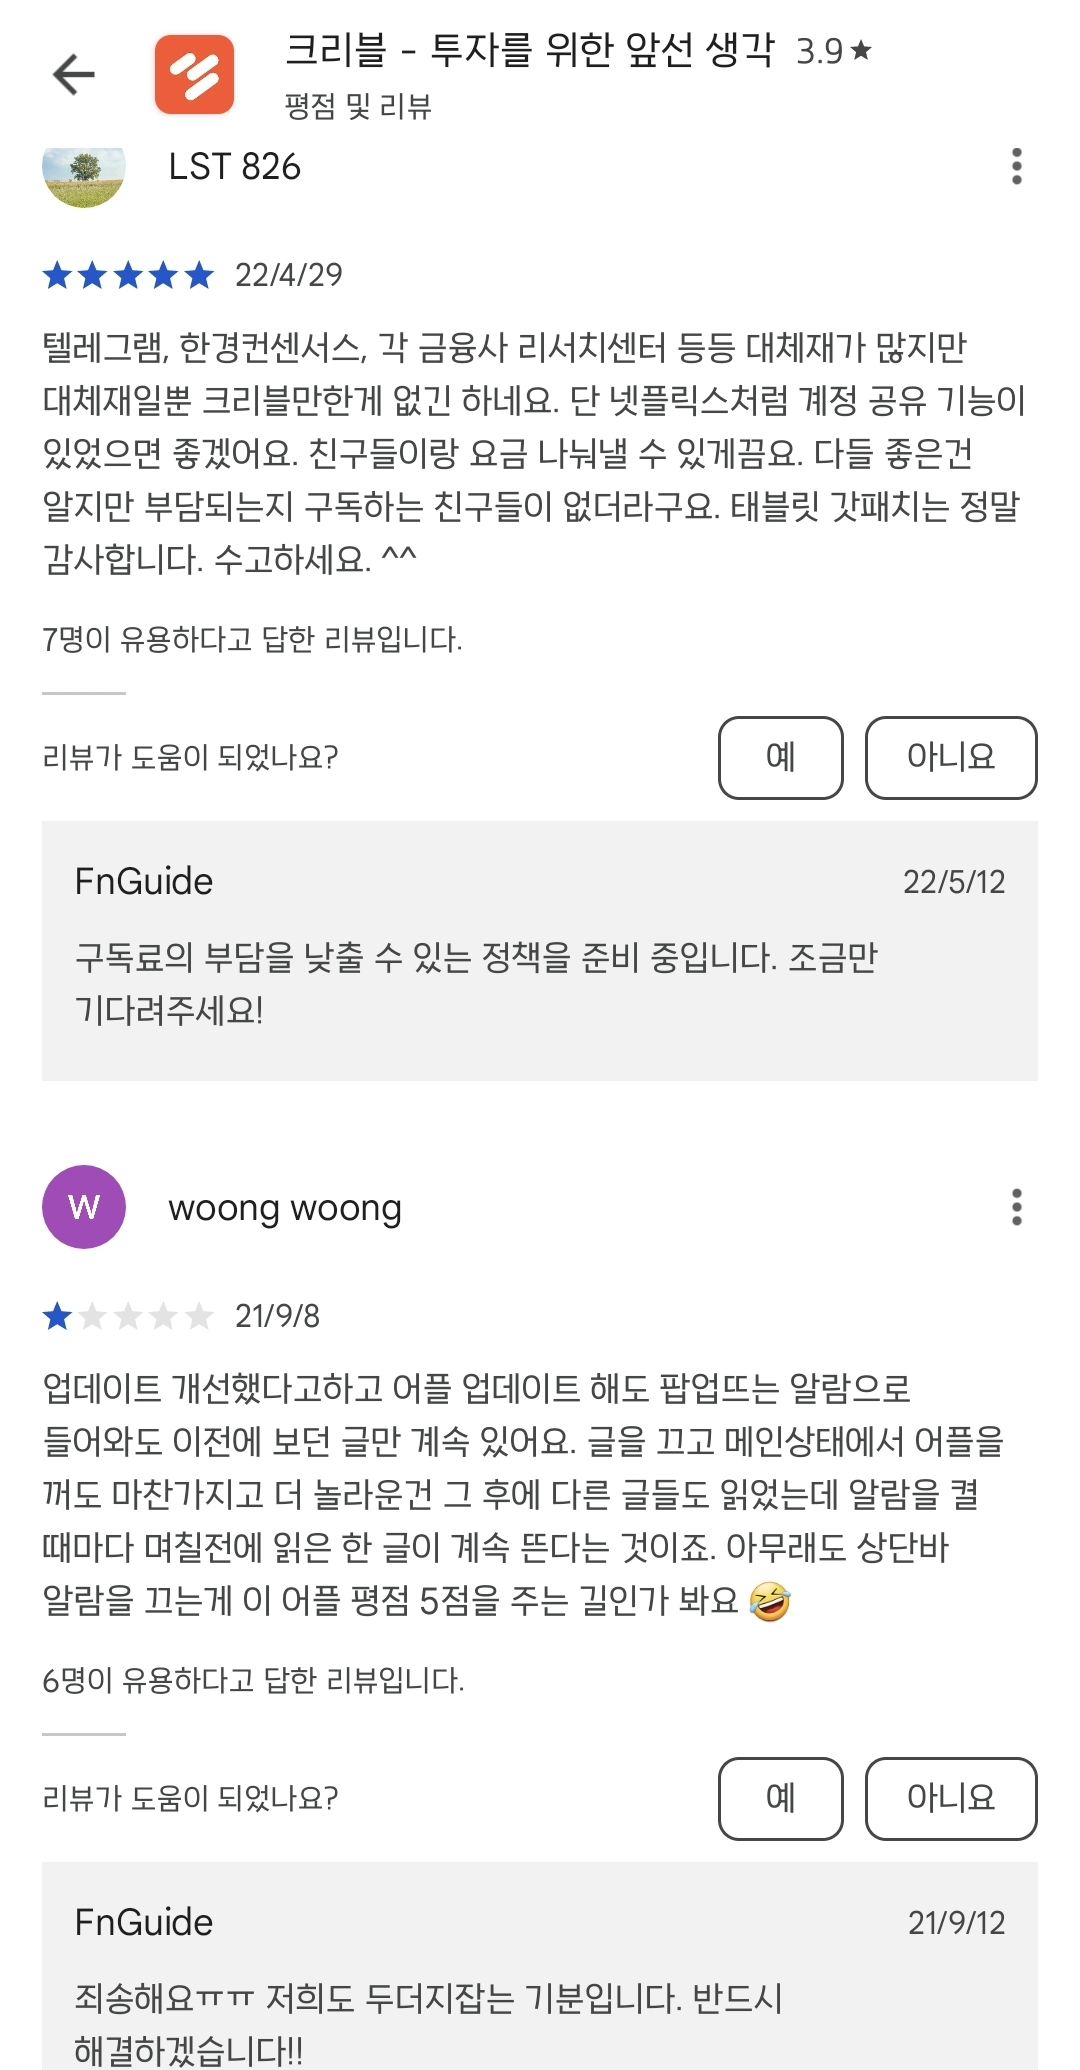 크리블 - 투자를 위한 앞선 생각 3.9★
평점 및 리뷰
LST 826
22/4/29
텔레그램, 한경컨센서스, 각 금융사 리서치센터 등등 대체재가 많지만
대체재일뿐 크리블만한게 없긴 하네요. 단 넷플릭스처럼 계정 공유 기능이
있었으면 좋겠어요. 친구들이랑 요금 나눠낼 수 있게끔요. 다들 좋은건
알지만 부담되는지 구독하는 친구들이 없더라구요. 태블릿 갓패치는 정말
감사합니다. 수고하세요. ^^
7명이 유용하다고 답한 리뷰입니다.
리뷰가 도움이 되었나요?
예
아니요
FnGuide
22/5/12
구독료의 부담을 낮출 수 있는 정책을 준비 중입니다. 조금만
기다려주세요!
W
woong woong
21/9/8
업데이트 개선했다고하고 어플 업데이트 해도 팝업뜨는 알람으로
들어와도 이전에 보던 글만 계속 있어요. 글을 끄고 메인상태에서 어플을
꺼도 마찬가지고 더 놀라운건 그 후에 다른 글들도 읽었는데 알람을 켤
때마다 며칠전에 읽은 한 글이 계속 뜬다는 것이죠. 아무래도 상단바
알람을 끄는게 이 어플 평점 5점을 주는 길인가 봐요 🤣
6명이 유용하다고 답한 리뷰입니다.
리뷰가 도움이 되었나요?
예
아니요
FnGuide
21/9/12
죄송해요ㅠㅠ 저희도 두더지잡는 기분입니다. 반드시
해결하겠습니다!!